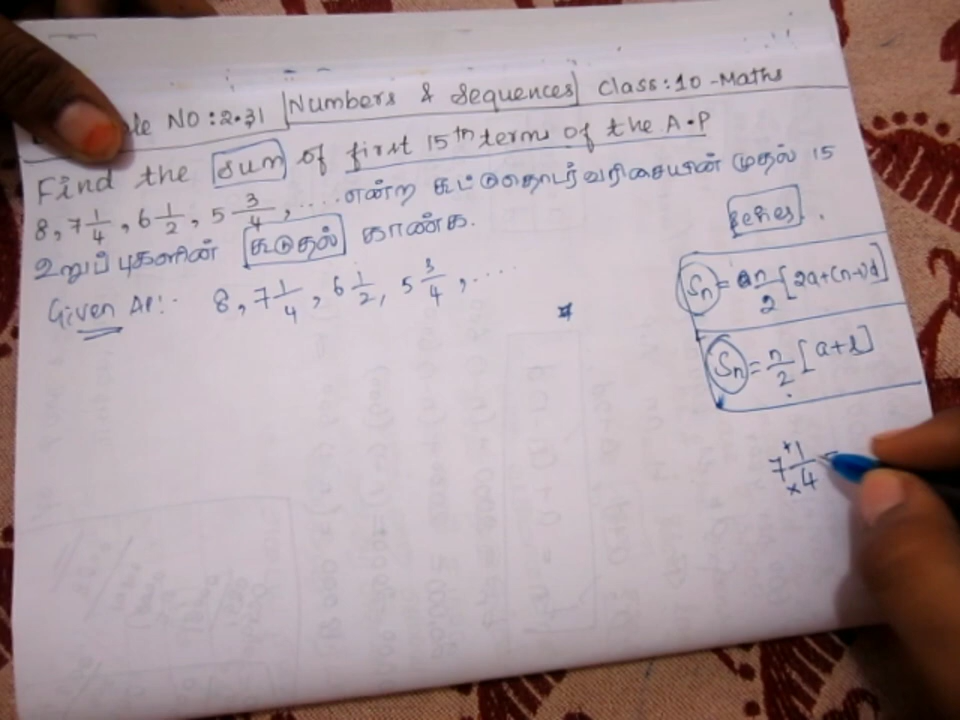 NO : 2.31 Numbers & Sequences Class : 10 - Maths
Find the sum of first 15th terms of the A.P
8, 7 1/4, 6 1/2, 5 3/4, .... என்ற கூட்டுதொடர்வரிசையின் முதல் 15
உறுப்புகளின் கூடுதல் காண்க.
series.
Given AP:- 8, 7 1/4, 6 1/2, 5 3/4, ....
Sn = n/2 [2a+(n-1)d]
Sn = n/2 [a+l]
7 +1/×4 =